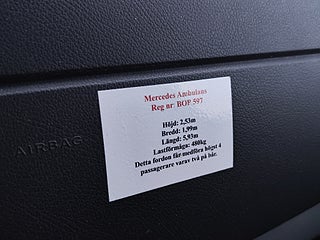 Mercedes Ambulans
Reg nr: BOP 597
Höjd: 2,53m
Bredd: 1,99m
Längd: 5,93m
Lastförmåga: 480kg
Detta fordon får medföra högst 4
passagerare varav två på bår.
AIRBAG